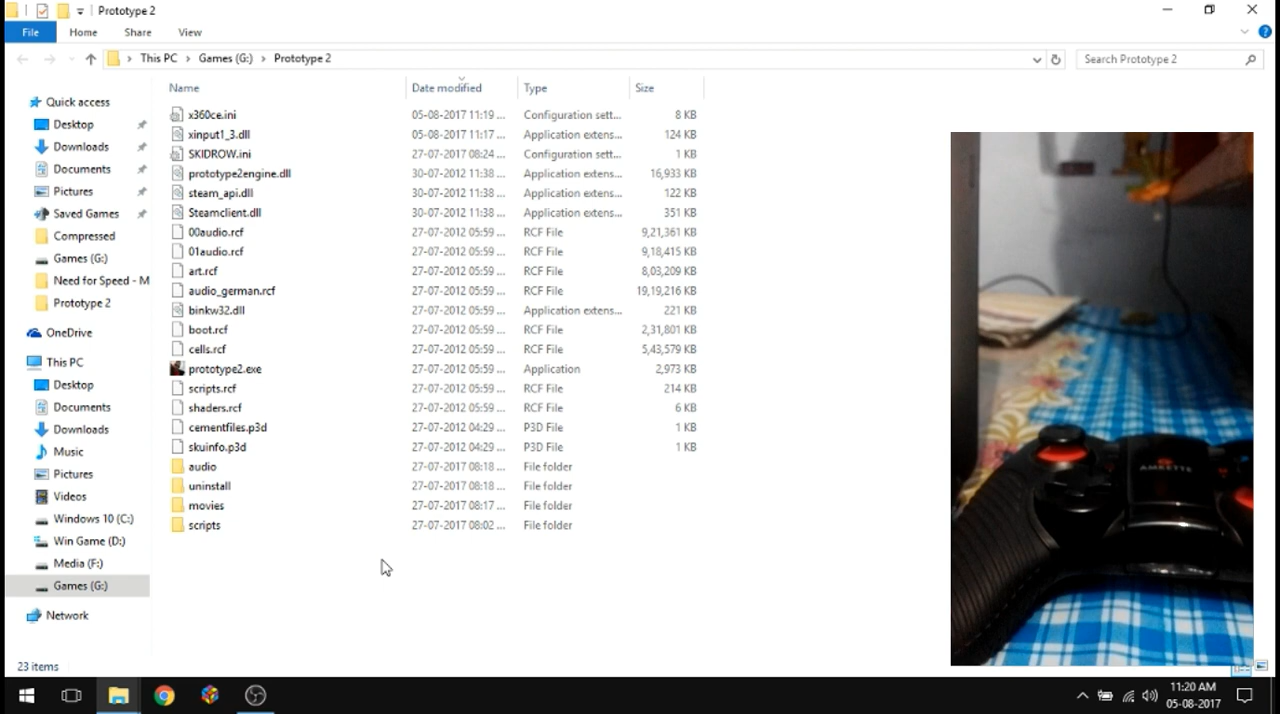 Prototype 2
File Home Share View
This PC Games (G:) Prototype 2 Search Prototype 2
Name Date modified Type Size
Quick access
Desktop
Downloads
Documents
Pictures
Saved Games
Compressed
Games (G:)
Need for Speed - M
Prototype 2
OneDrive
This PC
Desktop
Documents
Downloads
Music
Pictures
Videos
Windows 10 (C:)
Win Game (D:)
Media (F:)
Games (G:)
Network
x360ce.ini 05-08-2017 11:19 ... Configuration sett... 8 KB
xinput1_3.dll 05-08-2017 11:17 ... Application extens... 124 KB
SKIDROW.ini 27-07-2017 08:24 ... Configuration sett... 1 KB
prototype2engine.dll 30-07-2012 11:38 ... Application extens... 16,933 KB
steam_api.dll 30-07-2012 11:38 ... Application extens... 122 KB
Steamclient.dll 30-07-2012 11:38 ... Application extens... 351 KB
00audio.rcf 27-07-2012 05:59 ... RCF File 9,21,361 KB
01audio.rcf 27-07-2012 05:59 ... RCF File 9,18,415 KB
art.rcf 27-07-2012 05:59 ... RCF File 8,03,209 KB
audio_german.rcf 27-07-2012 05:59 ... RCF File 19,19,216 KB
binkw32.dll 27-07-2012 05:59 ... Application extens... 221 KB
boot.rcf 27-07-2012 05:59 ... RCF File 2,31,801 KB
cells.rcf 27-07-2012 05:59 ... RCF File 5,43,579 KB
prototype2.exe 27-07-2012 05:59 ... Application 2,973 KB
scripts.rcf 27-07-2012 05:59 ... RCF File 214 KB
shaders.rcf 27-07-2012 05:59 ... RCF File 6 KB
cementfiles.p3d 27-07-2012 04:29 ... P3D File 1 KB
skuinfo.p3d 27-07-2012 04:29 ... P3D File 1 KB
audio 27-07-2017 08:18 ... File folder
uninstall 27-07-2017 08:18 ... File folder
movies 27-07-2017 08:17 ... File folder
scripts 27-07-2017 08:02 ... File folder
AMKETTE
23 items
11:20 AM
05-08-2017